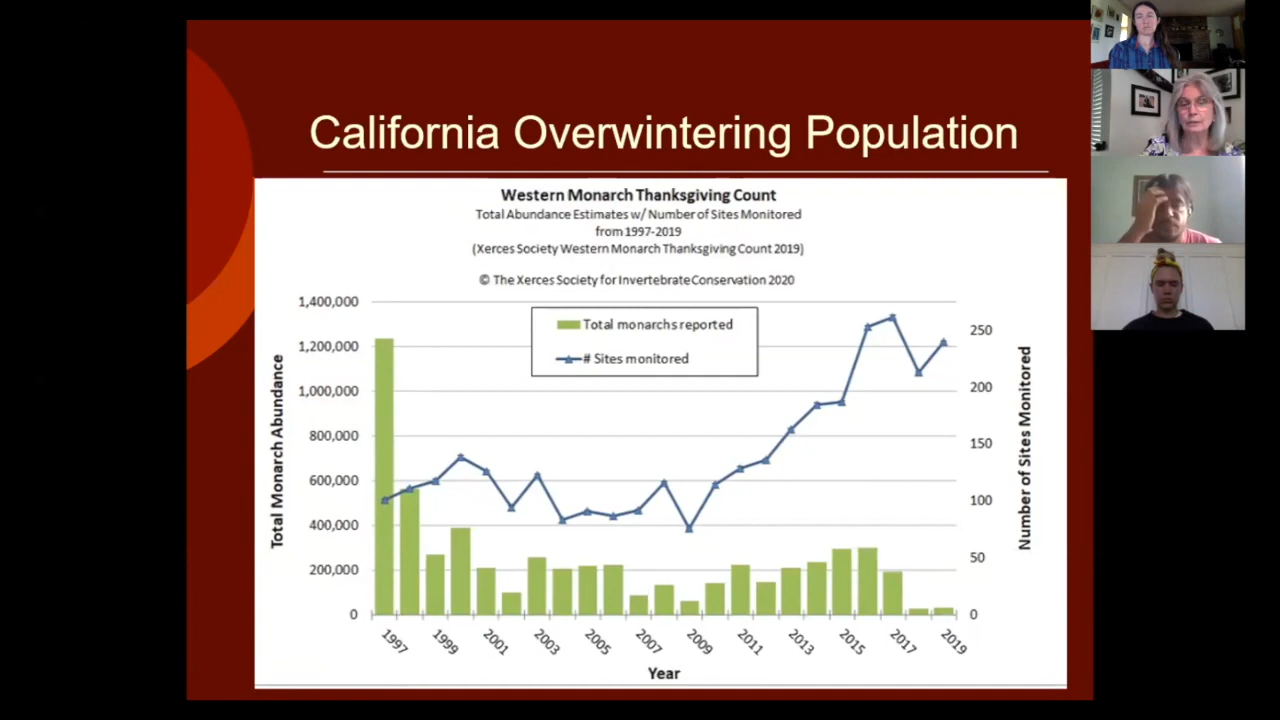 California Overwintering Population
Western Monarch Thanksgiving Count
Total Abundance Estimates w/ Number of Sites Monitored
from 1997-2019
(Xerces Society Western Monarch Thanksgiving Count 2019)
© The Xerces Society for Invertebrate Conservation 2020
Total monarchs reported
# Sites monitored
Total Monarch Abundance
1,400,000
1,200,000
1,000,000
800,000
600,000
400,000
200,000
0
250
200
150
100
50
0
Number of Sites Monitored
1997
1999
2001
2003
2005
2007
2009
2011
2013
2015
2017
2019
Year